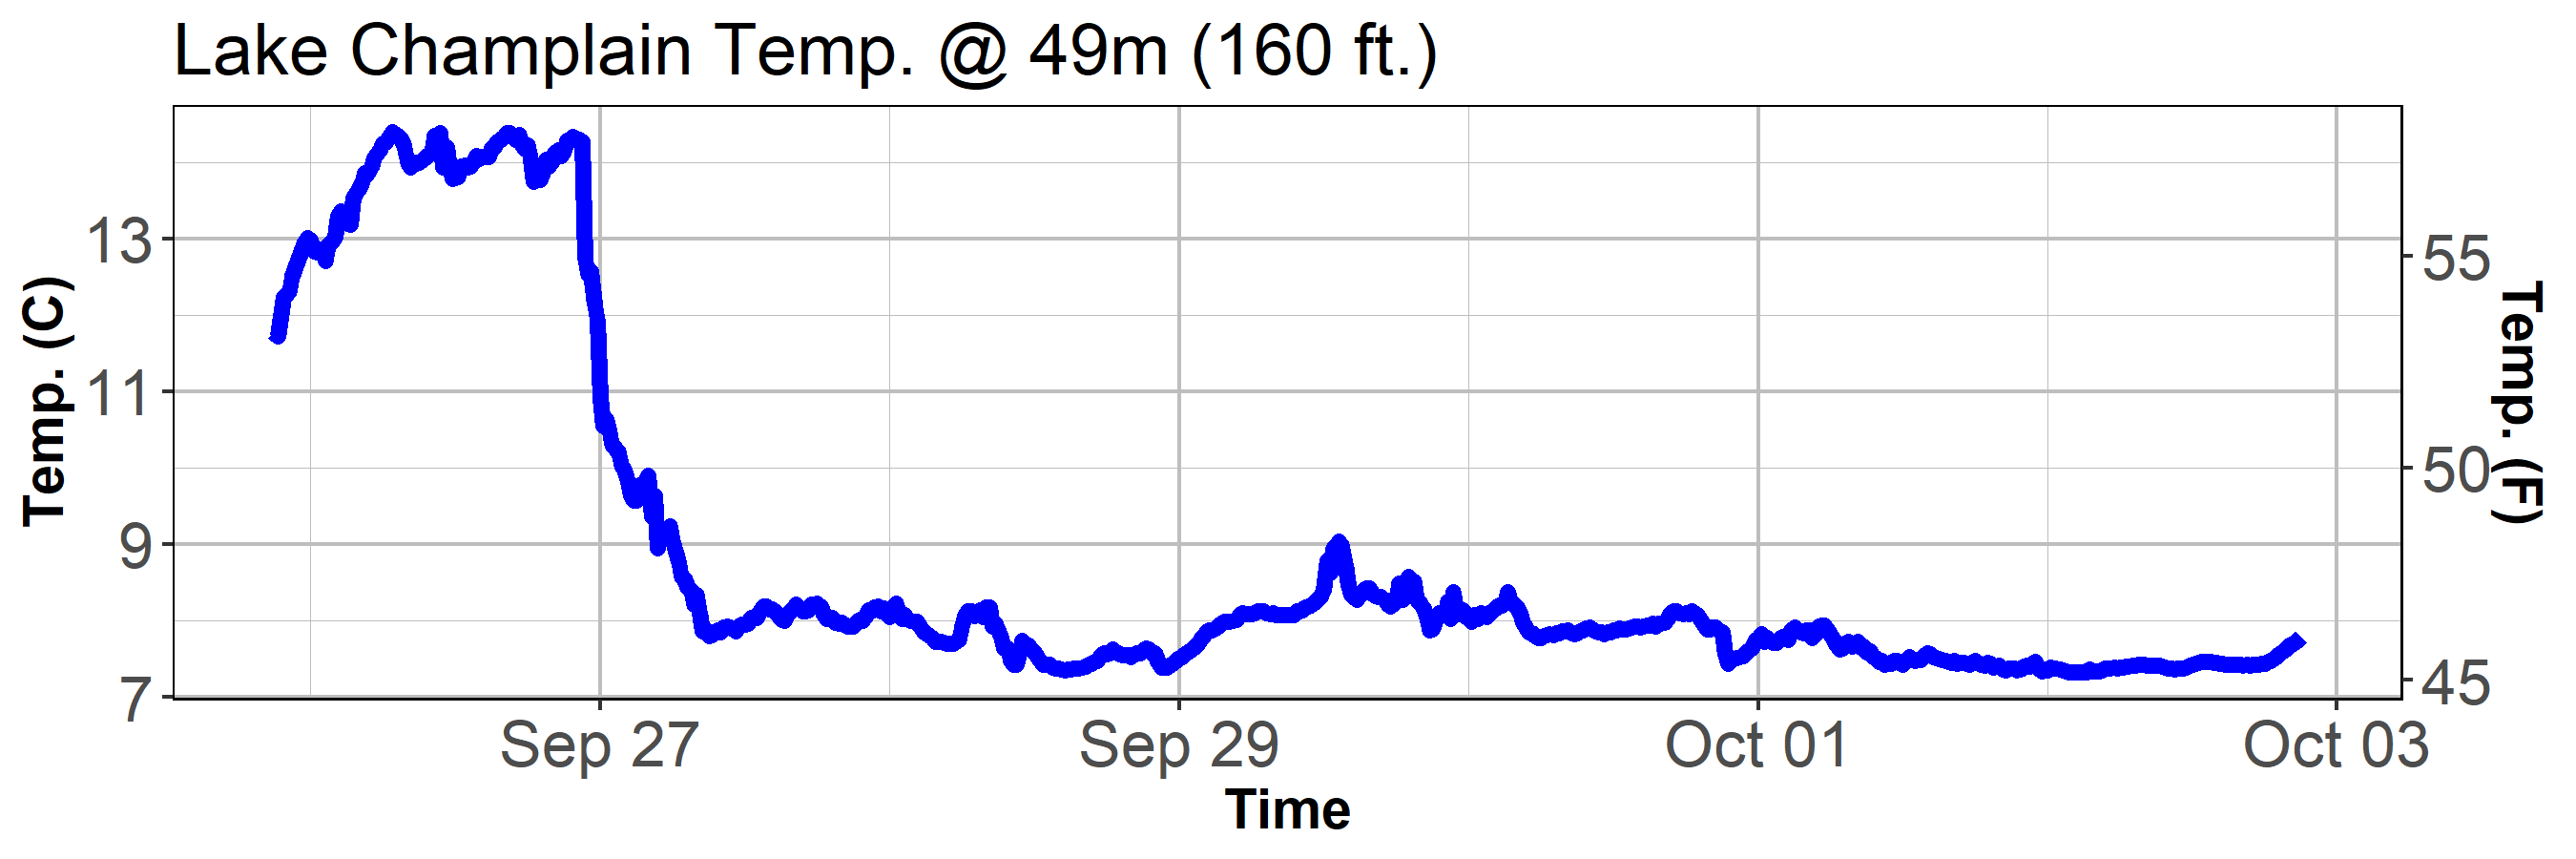 Lake Champlain Temp. @ 49m (160 ft.)
Temp. (C)
13
11
9
7
55
50
45
Temp. (F)
Sep 27 Sep 29 Oct 01 Oct 03
Time